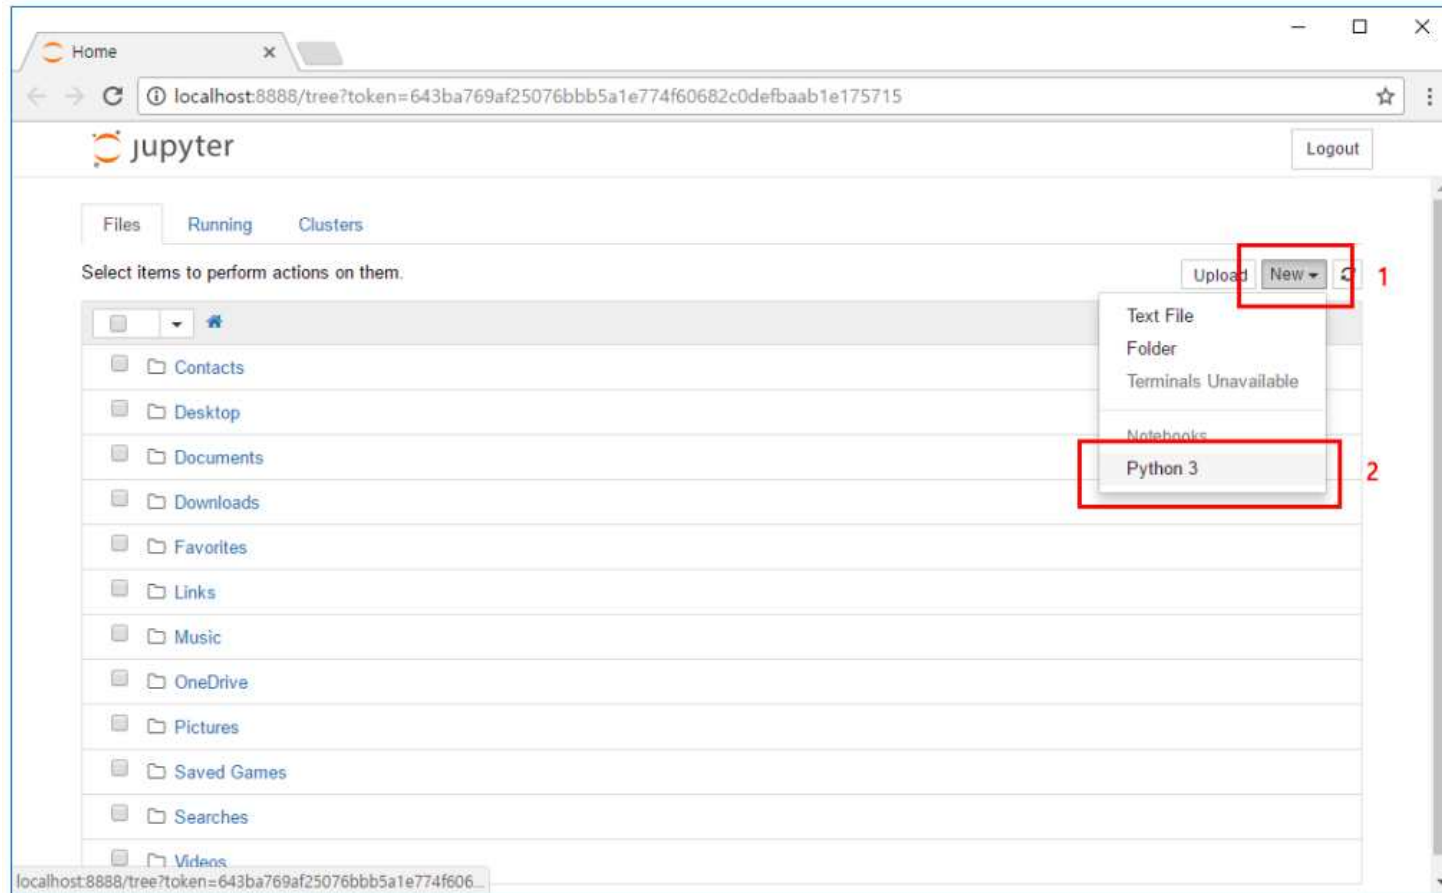 Home
localhost:8888/tree?token=643ba769af25076bbb5a1e774f60682c0defbaab1e175715
jupyter
Logout
Files Running Clusters
Select items to perform actions on them.
Upload New 1
Text File
Folder
Terminals Unavailable
Notebooks
Python 3 2
Contacts
Desktop
Documents
Downloads
Favorites
Links
Music
OneDrive
Pictures
Saved Games
Searches
Videos
localhost:8888/tree?token=643ba769af25076bbb5a1e774f606...